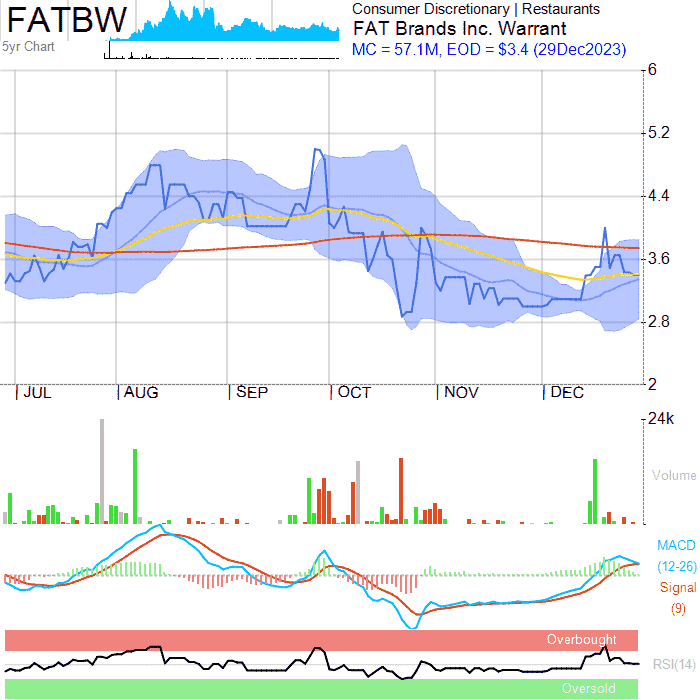 FATBW
5yr Chart
Consumer Discretionary | Restaurants
FAT Brands Inc. Warrant
MC = 57.1M, EOD = $3.4 (29Dec2023)
6
5.2
4.4
3.6
2.8
2
JUL
AUG
SEP
OCT
NOV
DEC
24k
Volume
MACD
(12-26)
Signal
(9)
Overbought
RSI(14)
Oversold